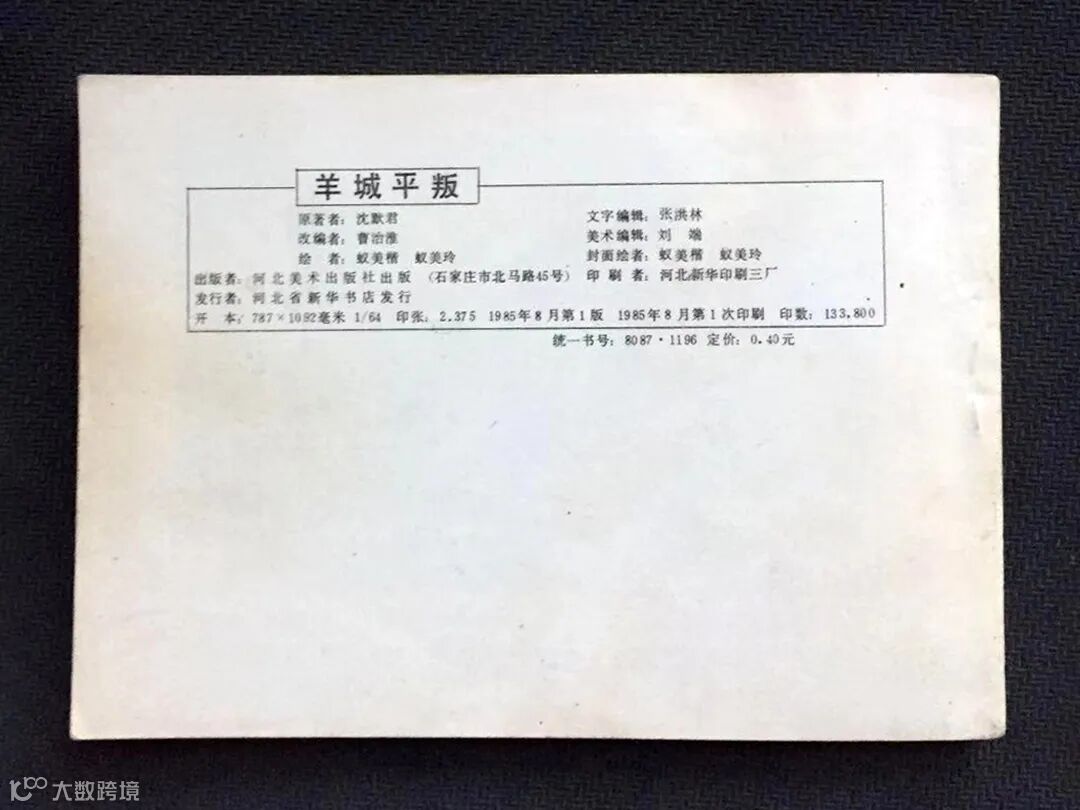 羊城平叛
原著者：沈默君 文字编辑：张洪林
改编者：曹治淮 美术编辑：刘 端
绘 者：蚁美楷 蚁美玲 封面绘者：蚁美楷 蚁美玲
出版者：河北美术出版社出版 （石家庄市北马路45号） 印 刷 者：河北新华印刷三厂
发行者：河北省新华书店发行
开 本：787×1092毫米 1/64 印张：2.375 1985年8月第1版 1985年8月第1次印刷 印数：133,800
统一书号：8087·1196 定价：0.40元
大数跨境